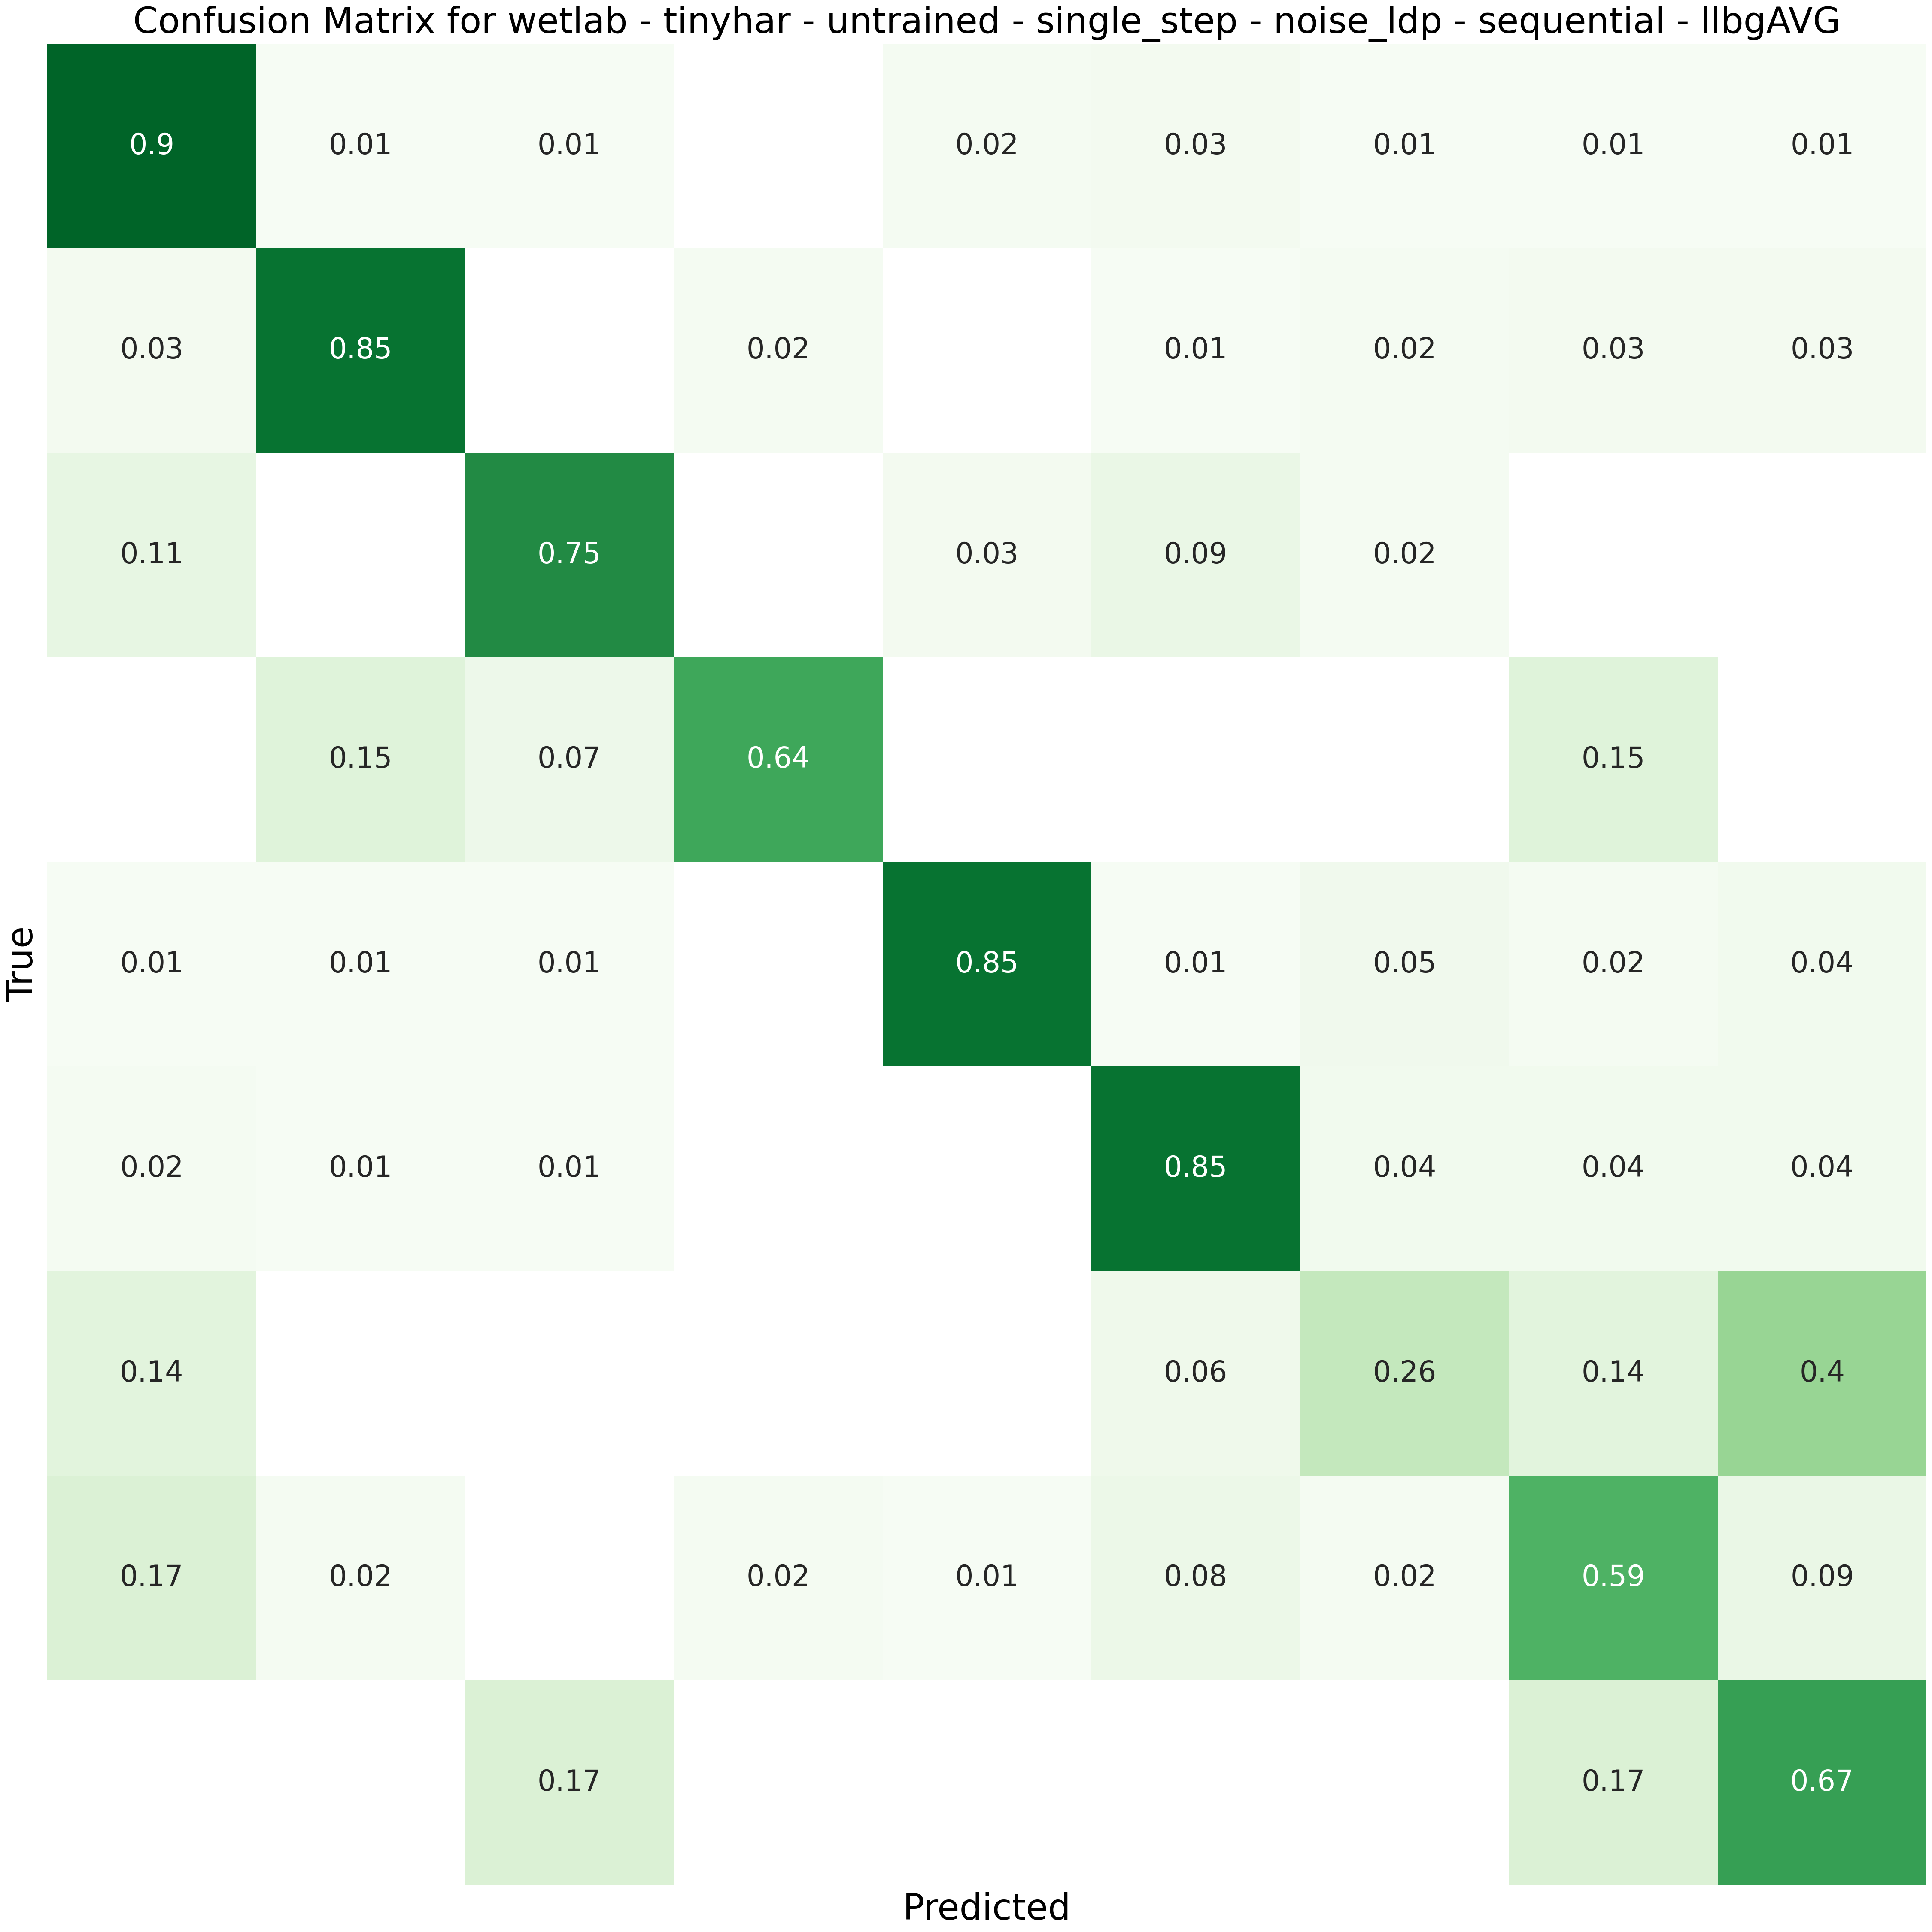 Confusion Matrix for wetlab - tinyhar - untrained - single_step - noise_ldp - sequential - llbgAVG
0.9 0.01 0.01 0.02 0.03 0.01 0.01 0.01
0.03 0.85 0.02 0.01 0.02 0.03 0.03
0.11 0.75 0.03 0.09 0.02
0.15 0.07 0.64 0.15
0.01 0.01 0.01 0.85 0.01 0.05 0.02 0.04
0.02 0.01 0.01 0.85 0.04 0.04 0.04
0.14 0.06 0.26 0.14 0.4
0.17 0.02 0.02 0.01 0.08 0.02 0.59 0.09
0.17 0.17 0.67
True
Predicted